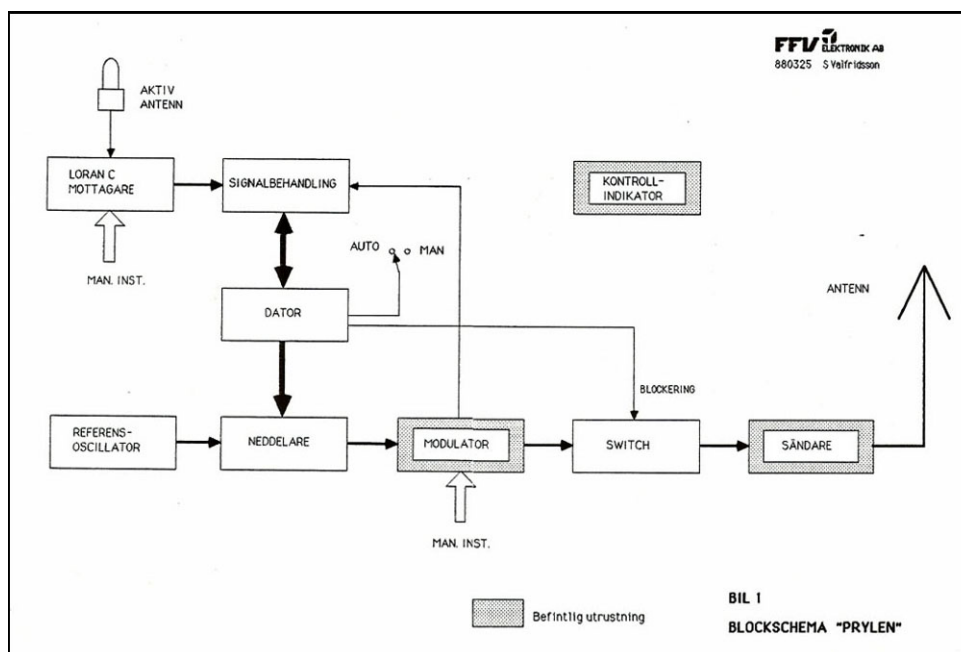 FFV ELEKTRONIK AB
880325 S Valfridsson
AKTIV
ANTENN
LORAN C
MOTTAGARE
SIGNALBEHANDLING
KONTROLL-
INDIKATOR
MAN. INST.
AUTO
MAN
ANTENN
DATOR
BLOCKERING
REFERENS-
OSCILLATOR
NEDDELARE
MODULATOR
SWITCH
SÄNDARE
MAN. INST.
Befintlig utrustning
BIL 1
BLOCKSCHEMA "PRYLEN"